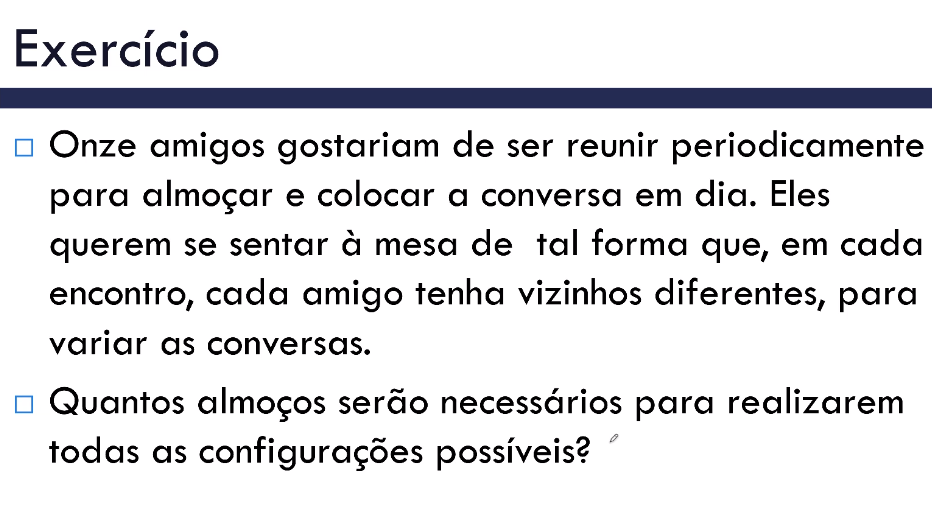 Exercício
Onze amigos gostariam de ser reunir periodicamente
para almoçar e colocar a conversa em dia. Eles
querem se sentar à mesa de tal forma que, em cada
encontro, cada amigo tenha vizinhos diferentes, para
variar as conversas.
Quantos almoços serão necessários para realizarem
todas as configurações possíveis?